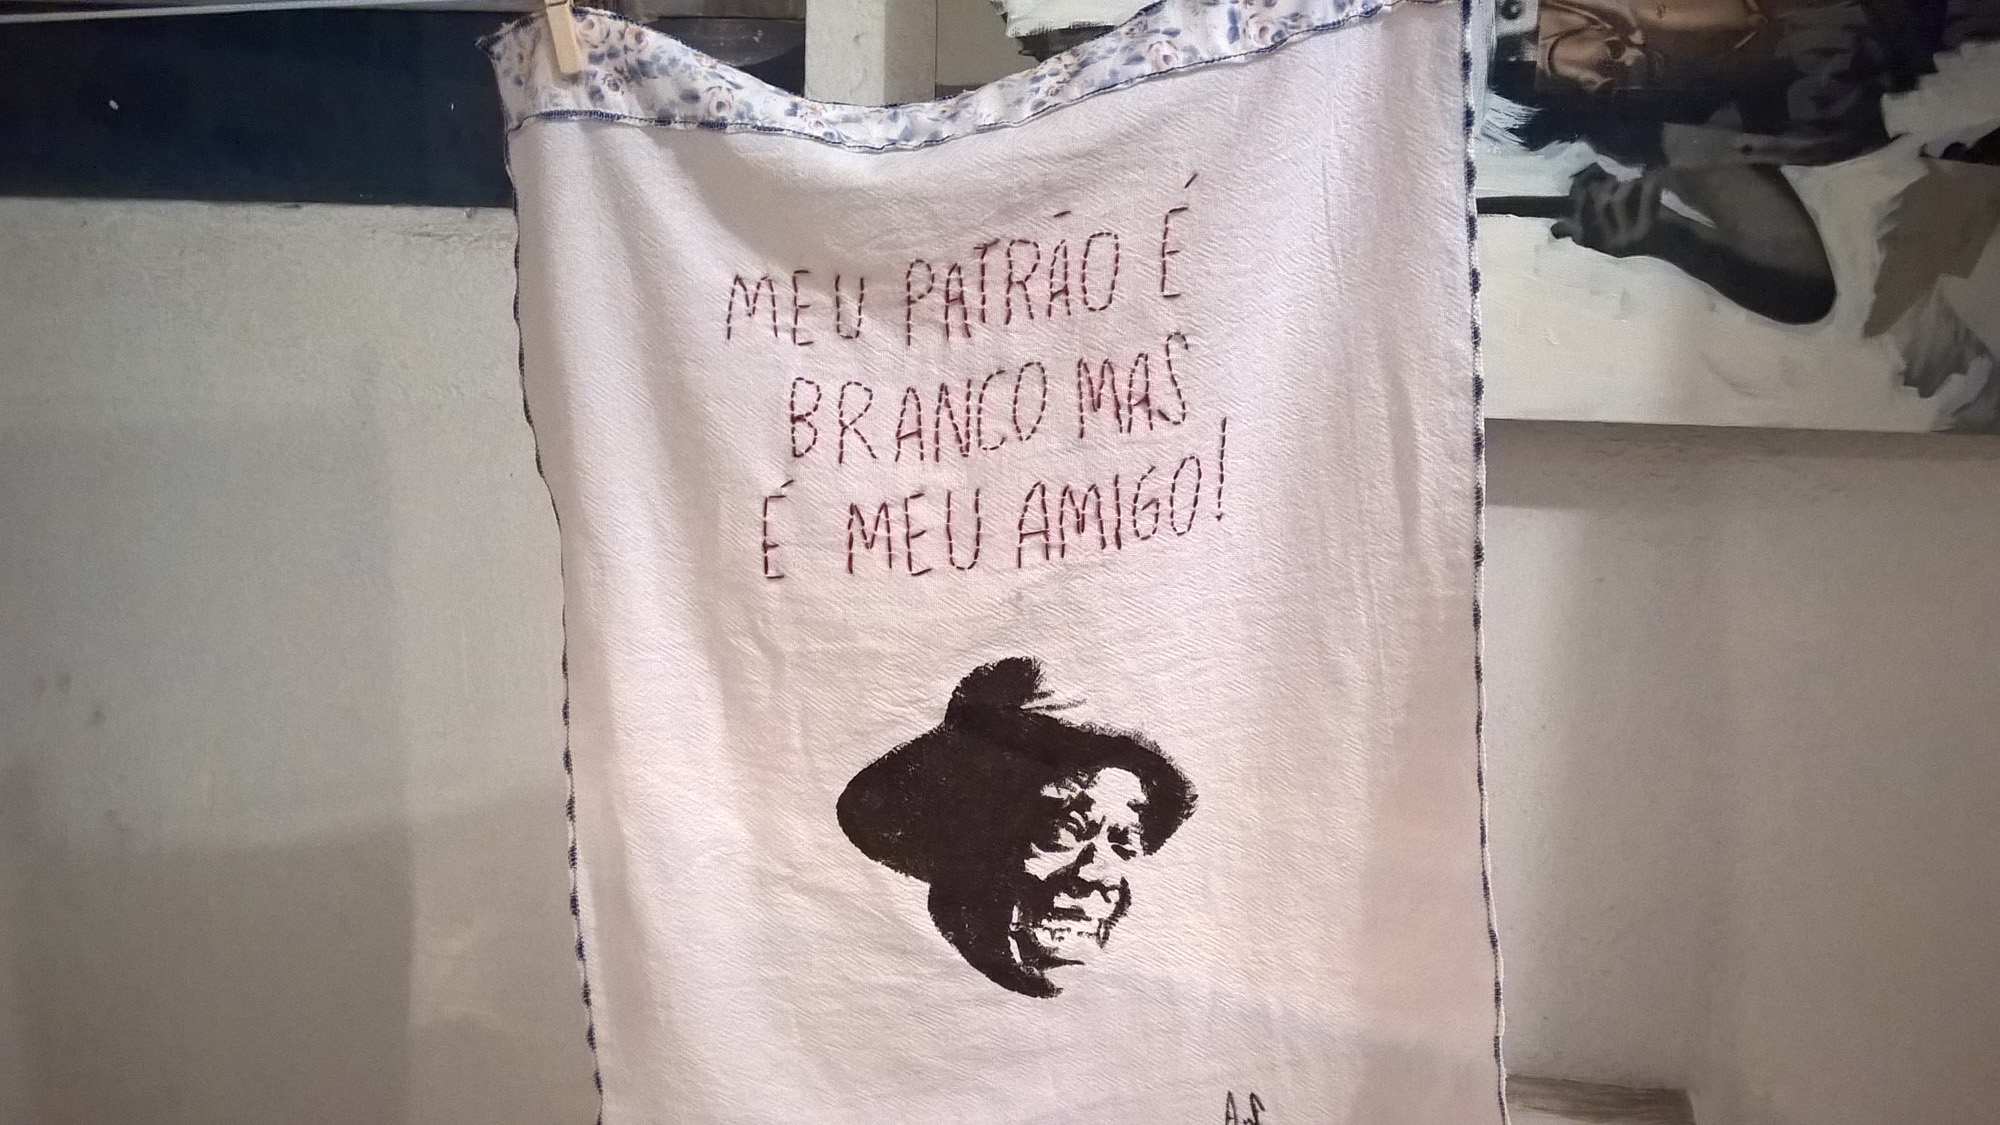 MEU PATRÃO É
BRANCO MAS
É MEU AMIGO!